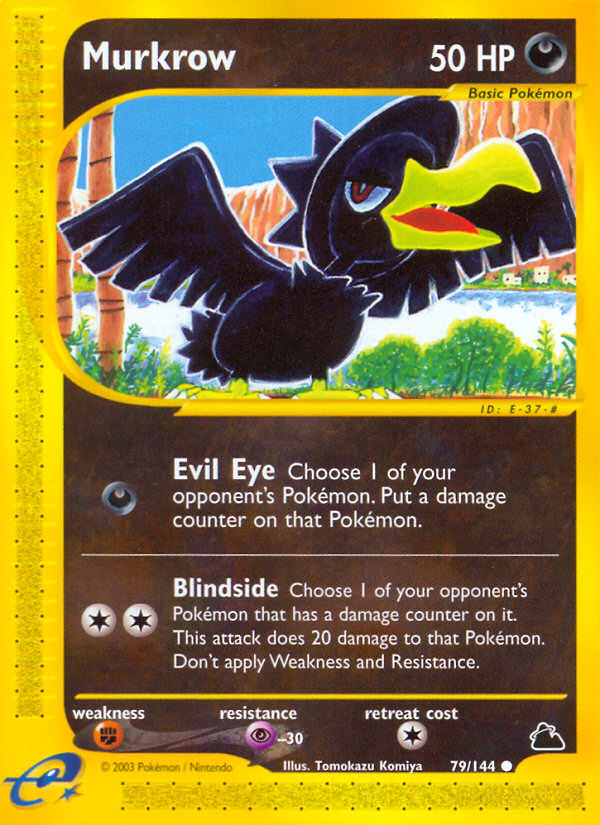 Murkrow 50 HP
Basic Pokémon
ID: E-37-#
Evil Eye Choose 1 of your
opponent's Pokémon. Put a damage
counter on that Pokémon.
Blindside Choose 1 of your opponent's
Pokémon that has a damage counter on it.
This attack does 20 damage to that Pokémon.
Don't apply Weakness and Resistance.
weakness resistance retreat cost
–30
© 2003 Pokémon / Nintendo Illus. Tomokazu Komiya 79/144
e